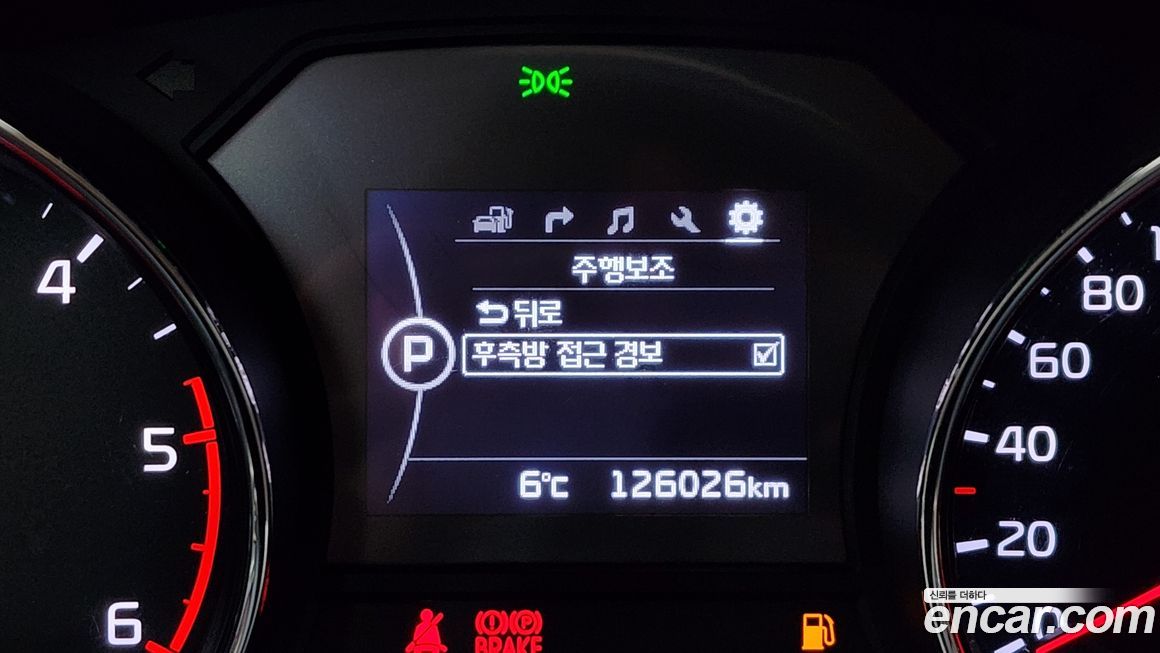 주행보조
뒤로
P
후측방 접근 경보
6℃ 126026km
4
5
6
80
60
40
20
BRAKE
신뢰를 더하다
encar.com